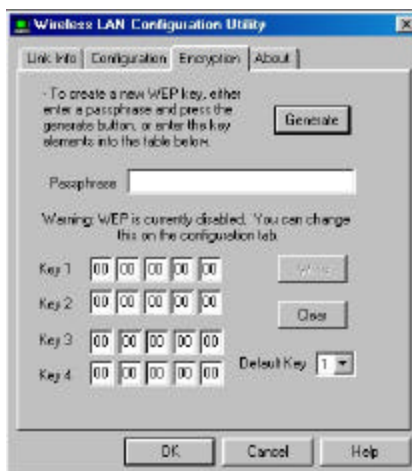 Wireless LAN Configuration Utility
Link Info Configuration Encryption About
- To create a new WEP key, either
enter a passphrase and press the
generate button, or enter the key
elements into the table below.
Generate
Passphrase
Warning: WEP is currently disabled. You can change
this on the configuration tab.
Key 1 00 00 00 00 00
Write
Key 2 00 00 00 00 00
Clear
Key 3 00 00 00 00 00
Default Key 1
Key 4 00 00 00 00 00
OK Cancel Help